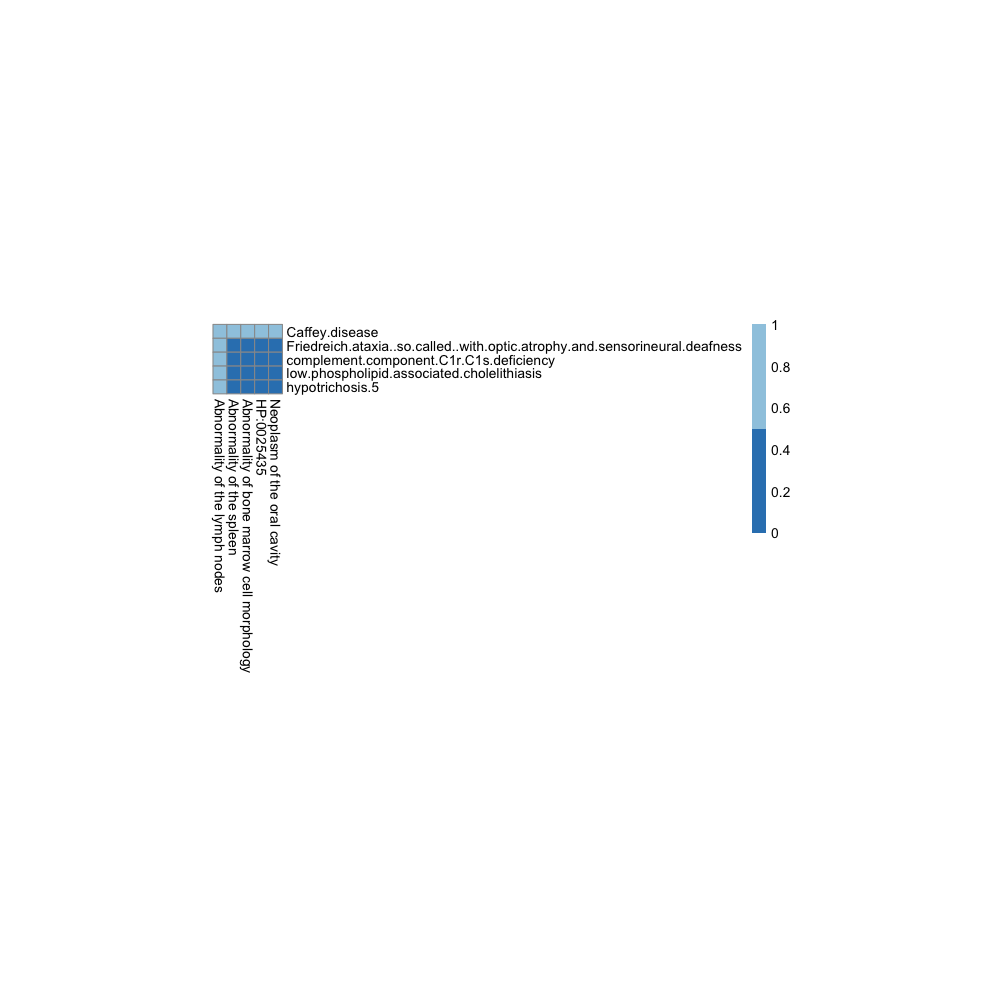 Caffey.disease
Friedreich.ataxia..so.called..with.optic.atrophy.and.sensorineural.deafness
complement.component.C1r.C1s.deficiency
low.phospholipid.associated.cholelithiasis
hypotrichosis.5
Abnormality of the lymph nodes
Abnormality of the spleen
Abnormality of bone marrow cell morphology
HP:0025435
Neoplasm of the oral cavity
1
0.8
0.6
0.4
0.2
0